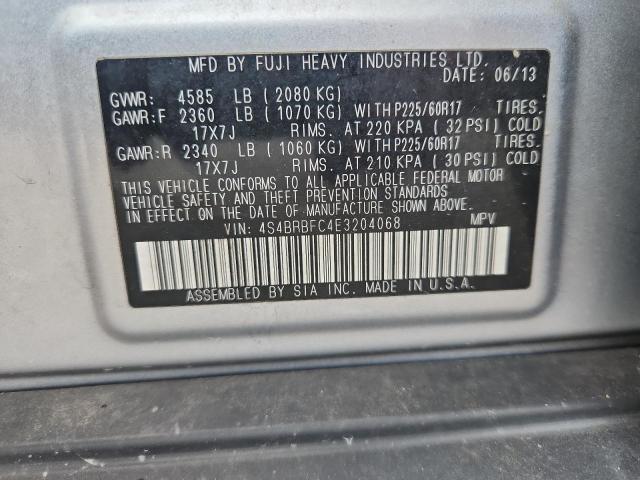 MFD BY FUJI HEAVY INDUSTRIES LTD.
DATE: 06/13
GVWR: 4585 LB ( 2080 KG)
GAWR:F 2360 LB ( 1070 KG) WITH P225/60R17 TIRES.
17X7J RIMS. AT 220 KPA ( 32 PSI) COLD
GAWR:R 2340 LB ( 1060 KG) WITH P225/60R17 TIRES.
17X7J RIMS. AT 210 KPA ( 30 PSI) COLD
THIS VEHICLE CONFORMS TO ALL APPLICABLE FEDERAL MOTOR
VEHICLE SAFETY AND THEFT PREVENTION STANDARDS
IN EFFECT ON THE DATE OF MANUFACTURE SHOWN ABOVE.
VIN: 4S4BRBFC4E3204068 MPV
ASSEMBLED BY SIA INC. MADE IN U.S.A.